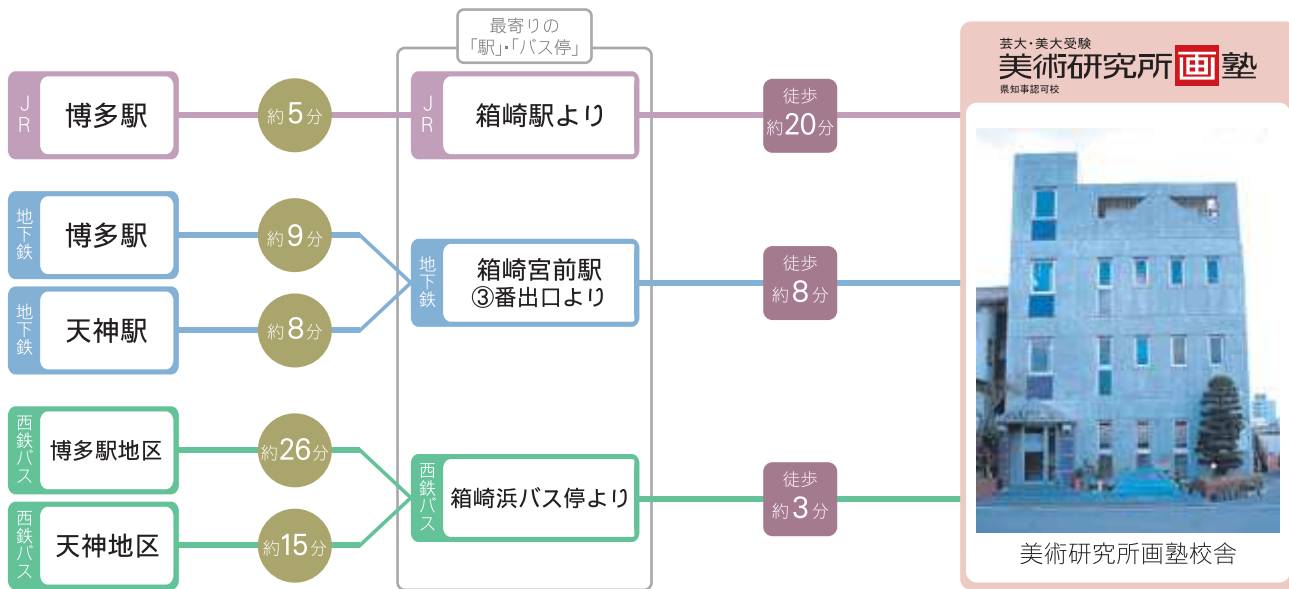 最寄りの
「駅」・「バス停」
JR
博多駅
約5分
JR
箱崎駅より
徒歩
約20分
地下鉄
博多駅
約9分
地下鉄
天神駅
約8分
地下鉄
箱崎宮前駅
③番出口より
徒歩
約8分
西鉄バス
博多駅地区
約26分
西鉄バス
天神地区
約15分
西鉄バス
箱崎浜バス停より
徒歩
約3分
芸大・美大受験
美術研究所画塾
県知事認可校
美術研究所画塾校舎